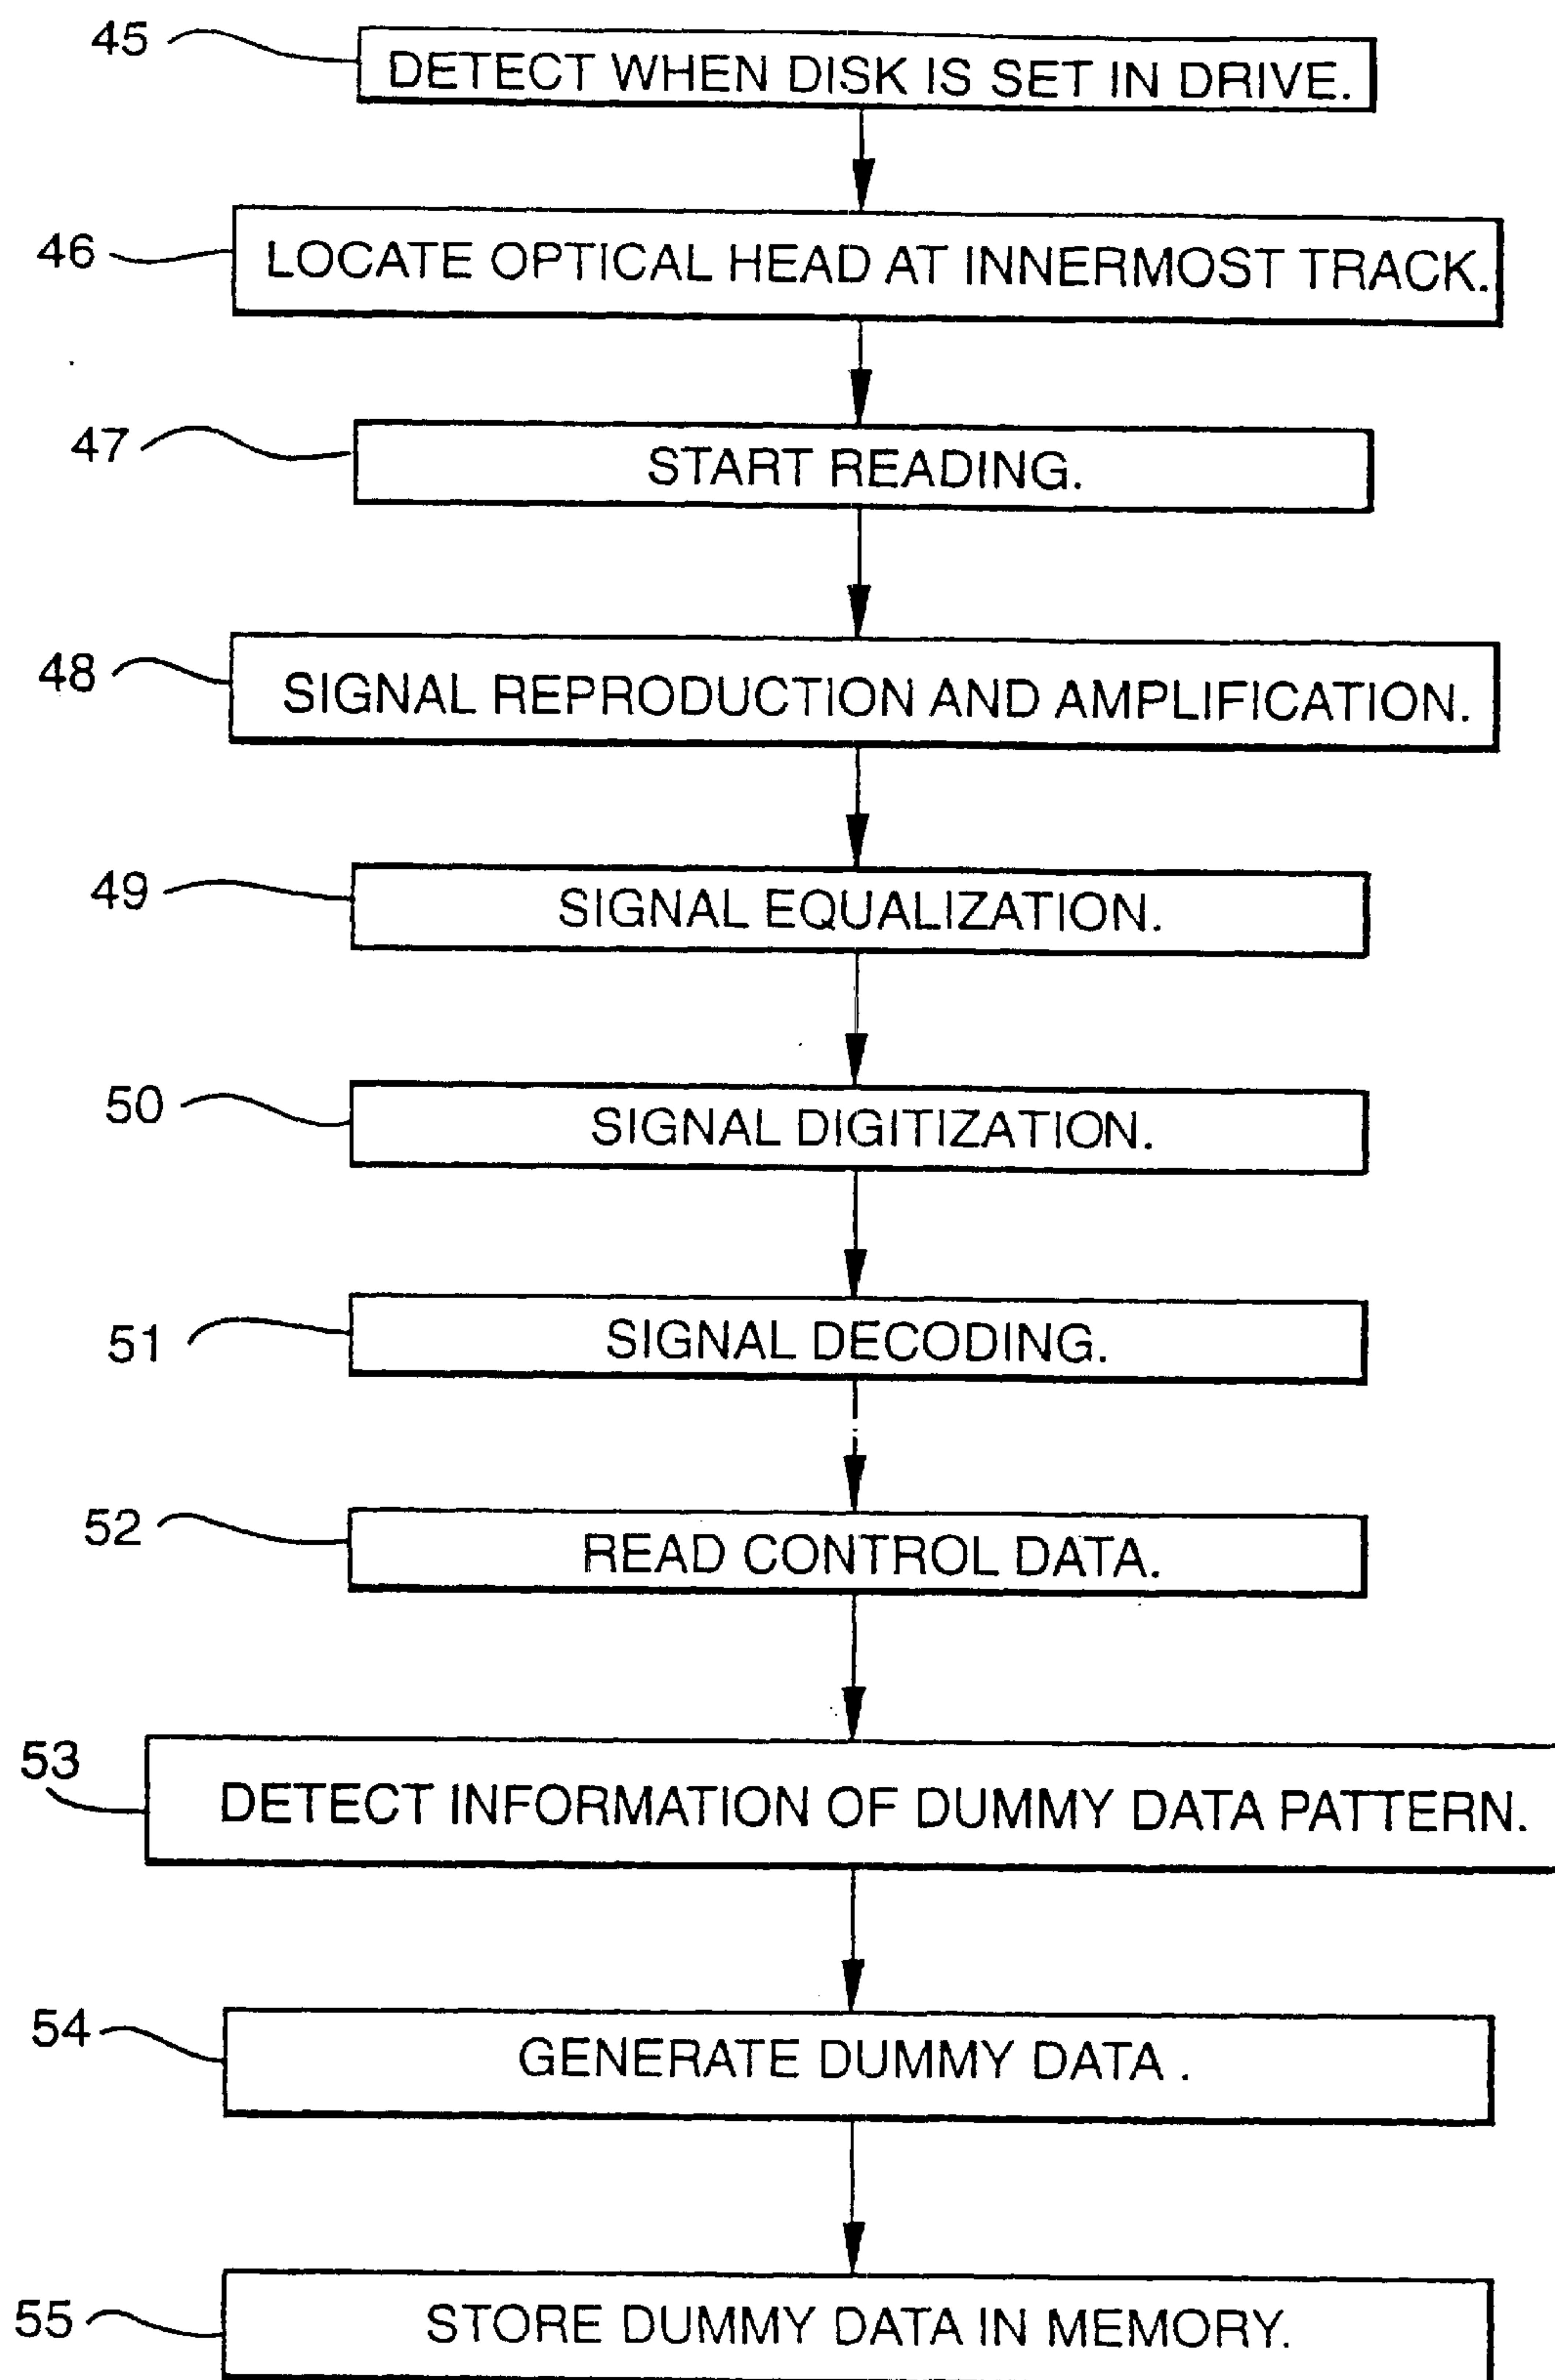 45 DETECT WHEN DISK IS SET IN DRIVE.
46 LOCATE OPTICAL HEAD AT INNERMOST TRACK.
47 START READING.
48 SIGNAL REPRODUCTION AND AMPLIFICATION.
49 SIGNAL EQUALIZATION.
50 SIGNAL DIGITIZATION.
51 SIGNAL DECODING.
52 READ CONTROL DATA.
53 DETECT INFORMATION OF DUMMY DATA PATTERN.
54 GENERATE DUMMY DATA .
55 STORE DUMMY DATA IN MEMORY.